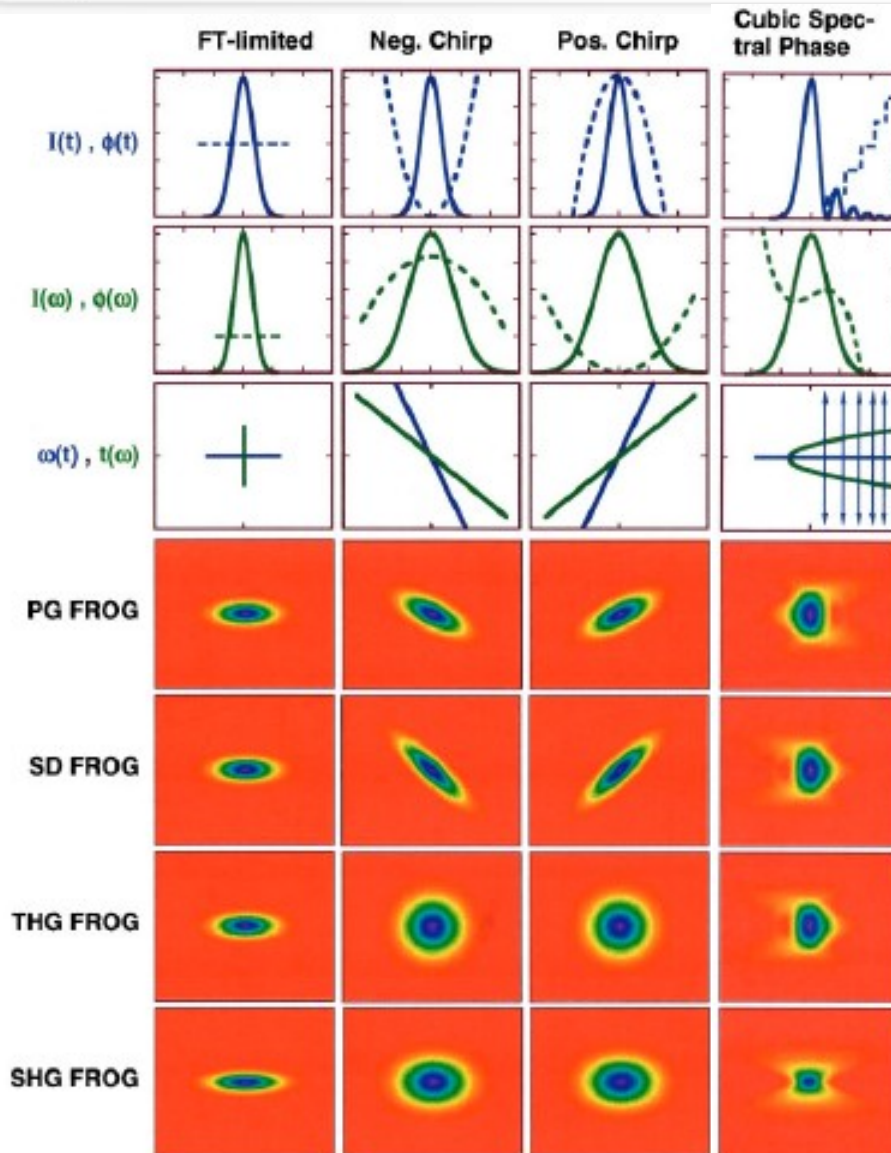 FT-limited
Neg. Chirp
Pos. Chirp
Cubic Spec-
tral Phase
I(t) , ϕ(t)
I(ω) , ϕ(ω)
ω(t) , t(ω)
PG FROG
SD FROG
THG FROG
SHG FROG